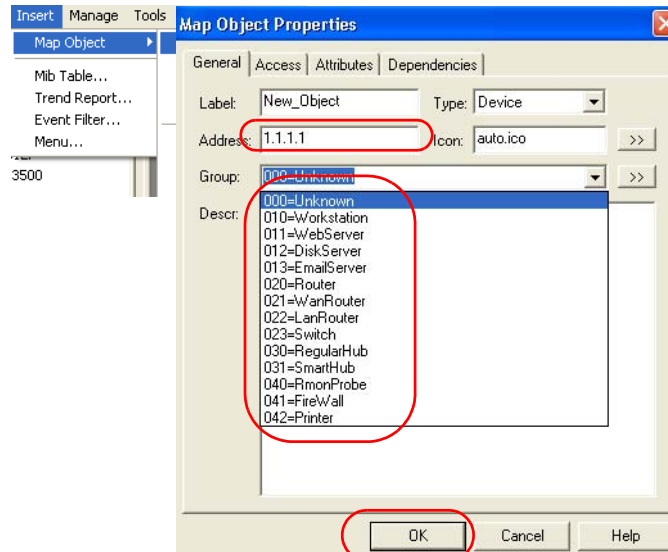 Insert Manage Tools
Map Object
Mib Table...
Trend Report...
Event Filter...
Menu...
3500
Map Object Properties
General Access Attributes Dependencies
Label: New_Object Type: Device
Address: 1.1.1.1 Icon: auto.ico >>
Group: 000=Unknown >>
Descr:
000=Unknown
010=Workstation
011=WebServer
012=DiskServer
013=EmailServer
020=Router
021=WanRouter
022=LanRouter
023=Switch
030=RegularHub
031=SmartHub
040=RmonProbe
041=FireWall
042=Printer
OK Cancel Help